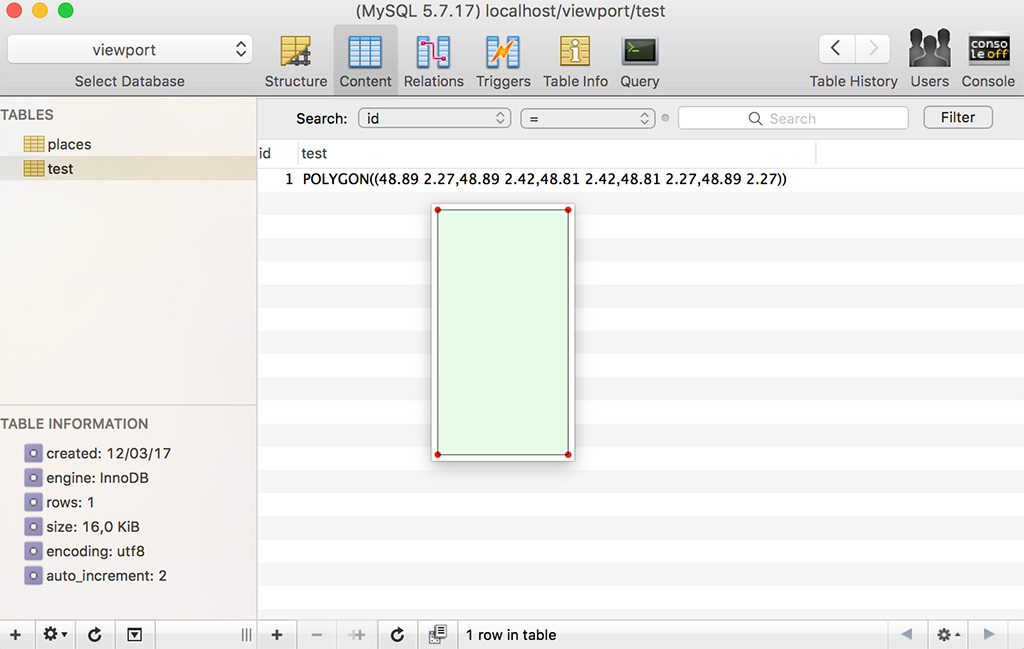 (MySQL 5.7.17) localhost/viewport/test
viewport
Select Database
Structure
Content
Relations
Triggers
Table Info
Query
Table History
Users
conso
le off
Console
TABLES
places
test
Search:
id
=
Search
Filter
id
test
1 POLYGON((48.89 2.27,48.89 2.42,48.81 2.42,48.81 2.27,48.89 2.27))
TABLE INFORMATION
created: 12/03/17
engine: InnoDB
rows: 1
size: 16,0 KiB
encoding: utf8
auto_increment: 2
1 row in table